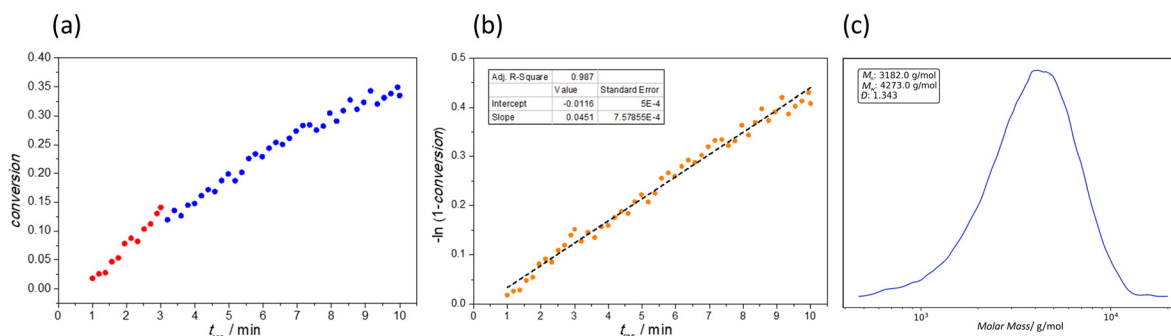 (a)
0.40
0.35
0.30
0.25
0.20
0.15
0.10
0.05
0.00
conversion
0 1 2 3 4 5 6 7 8 9 10
/ min
(b)
0.5
0.4
0.3
0.2
0.1
0.0
-ln (1-conversion)
Adj. R-Square 0.987
Value Standard Error
Intercept -0.0116 5E-4
Slope 0.0451 7.57855E-4
0 1 2 3 4 5 6 7 8 9 10
/ min
(c)
Mₙ: 3182.0 g/mol
M_w: 4273.0 g/mol
Đ: 1.343
10³ 10⁴
Molar Mass/ g/mol